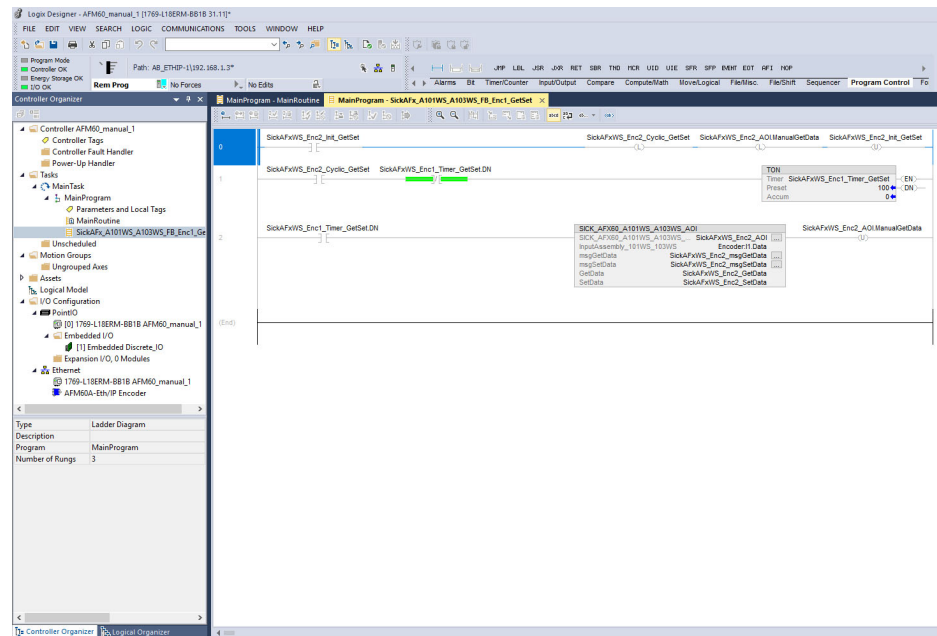 Logix Designer - AFM60_manual_1 [1769-L18ERM-BB1B 31.11]*
FILE EDIT VIEW SEARCH LOGIC COMMUNICATIONS TOOLS WINDOW HELP
Program Mode
Controller OK
Energy Storage OK
I/O OK
Path: AB_ETHIP-1\192.168.1.3*
Rem Prog No Forces No Edits
JMP LBL JSR JXR RET SBR TND MCR UID UIE SFR SFP EVENT EOT AFI NOP
Alarms Bit Timer/Counter Input/Output Compare Compute/Math Move/Logical File/Misc. File/Shift Sequencer Program Control Fo
Controller Organizer
MainProgram - MainRoutine MainProgram - SickAFx_A101WS_A103WS_FB_Enc1_GetSet
Controller AFM60_manual_1
Controller Tags
Controller Fault Handler
Power-Up Handler
Tasks
MainTask
MainProgram
Parameters and Local Tags
MainRoutine
SickAFx_A101WS_A103WS_FB_Enc1_Ge
Unscheduled
Motion Groups
Ungrouped Axes
Assets
Logical Model
I/O Configuration
PointIO
[0] 1769-L18ERM-BB1B AFM60_manual_1
Embedded I/O
[1] Embedded Discrete_IO
Expansion I/O, 0 Modules
Ethernet
1769-L18ERM-BB1B AFM60_manual_1
AFM60A-Eth/IP Encoder
Type Ladder Diagram
Description
Program MainProgram
Number of Rungs 3
Controller Organizer Logical Organizer
0
SickAFxWS_Enc2_Init_GetSet SickAFxWS_Enc2_Cyclic_GetSet SickAFxWS_Enc2_AOI.ManualGetData SickAFxWS_Enc2_Init_GetSet
L L U
1
SickAFxWS_Enc2_Cyclic_GetSet SickAFxWS_Enc1_Timer_GetSet.DN
TON
Timer SickAFxWS_Enc1_Timer_GetSet EN
Preset 100 DN
Accum 0
2
SickAFxWS_Enc1_Timer_GetSet.DN SickAFxWS_Enc2_AOI.ManualGetData
U
SICK_AFX60_A101WS_A103WS_AOI
SICK_AFX60_A101WS_A103WS_... SickAFxWS_Enc2_AOI ...
InputAssembly_101WS_103WS Encoder:I1.Data
msgGetData SickAFxWS_Enc2_msgGetData ...
msgSetData SickAFxWS_Enc2_msgSetData ...
GetData SickAFxWS_Enc2_GetData
SetData SickAFxWS_Enc2_SetData
(End)